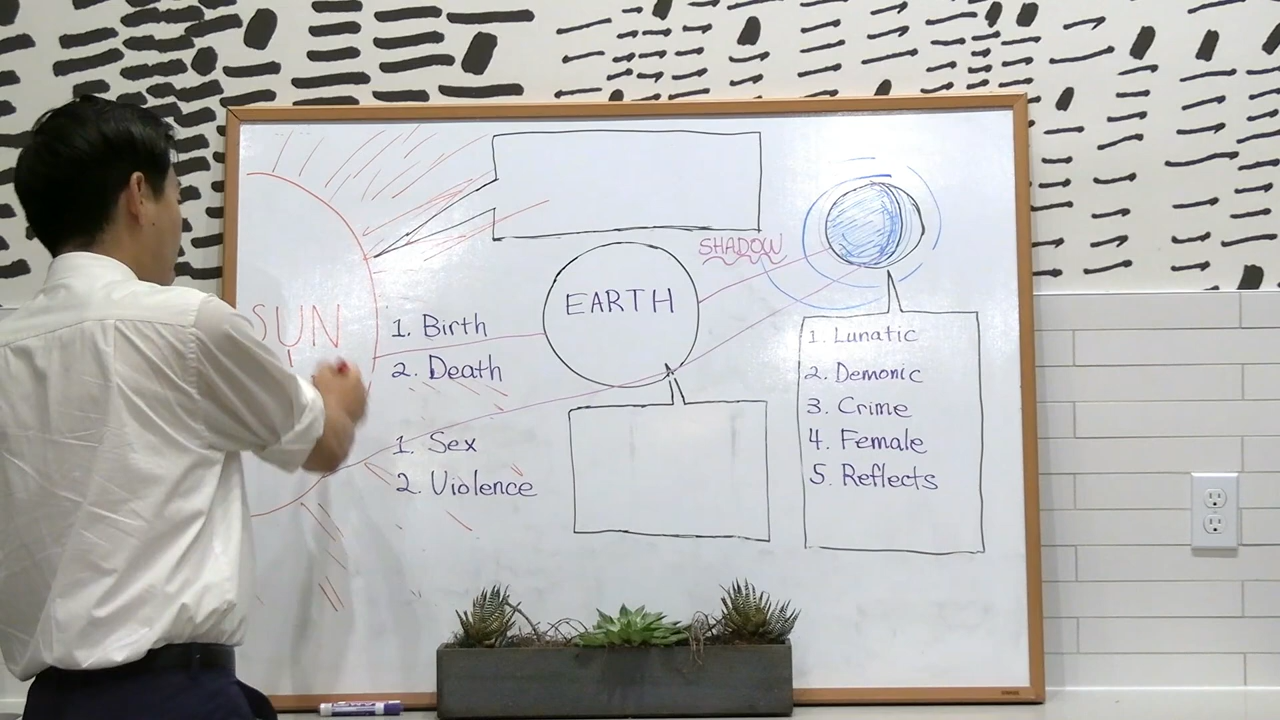 SUN
1. Birth
2. Death
1. Sex
2. Violence
EARTH
SHADOW
1. Lunatic
2. Demonic
3. Crime
4. Female
5. Reflects